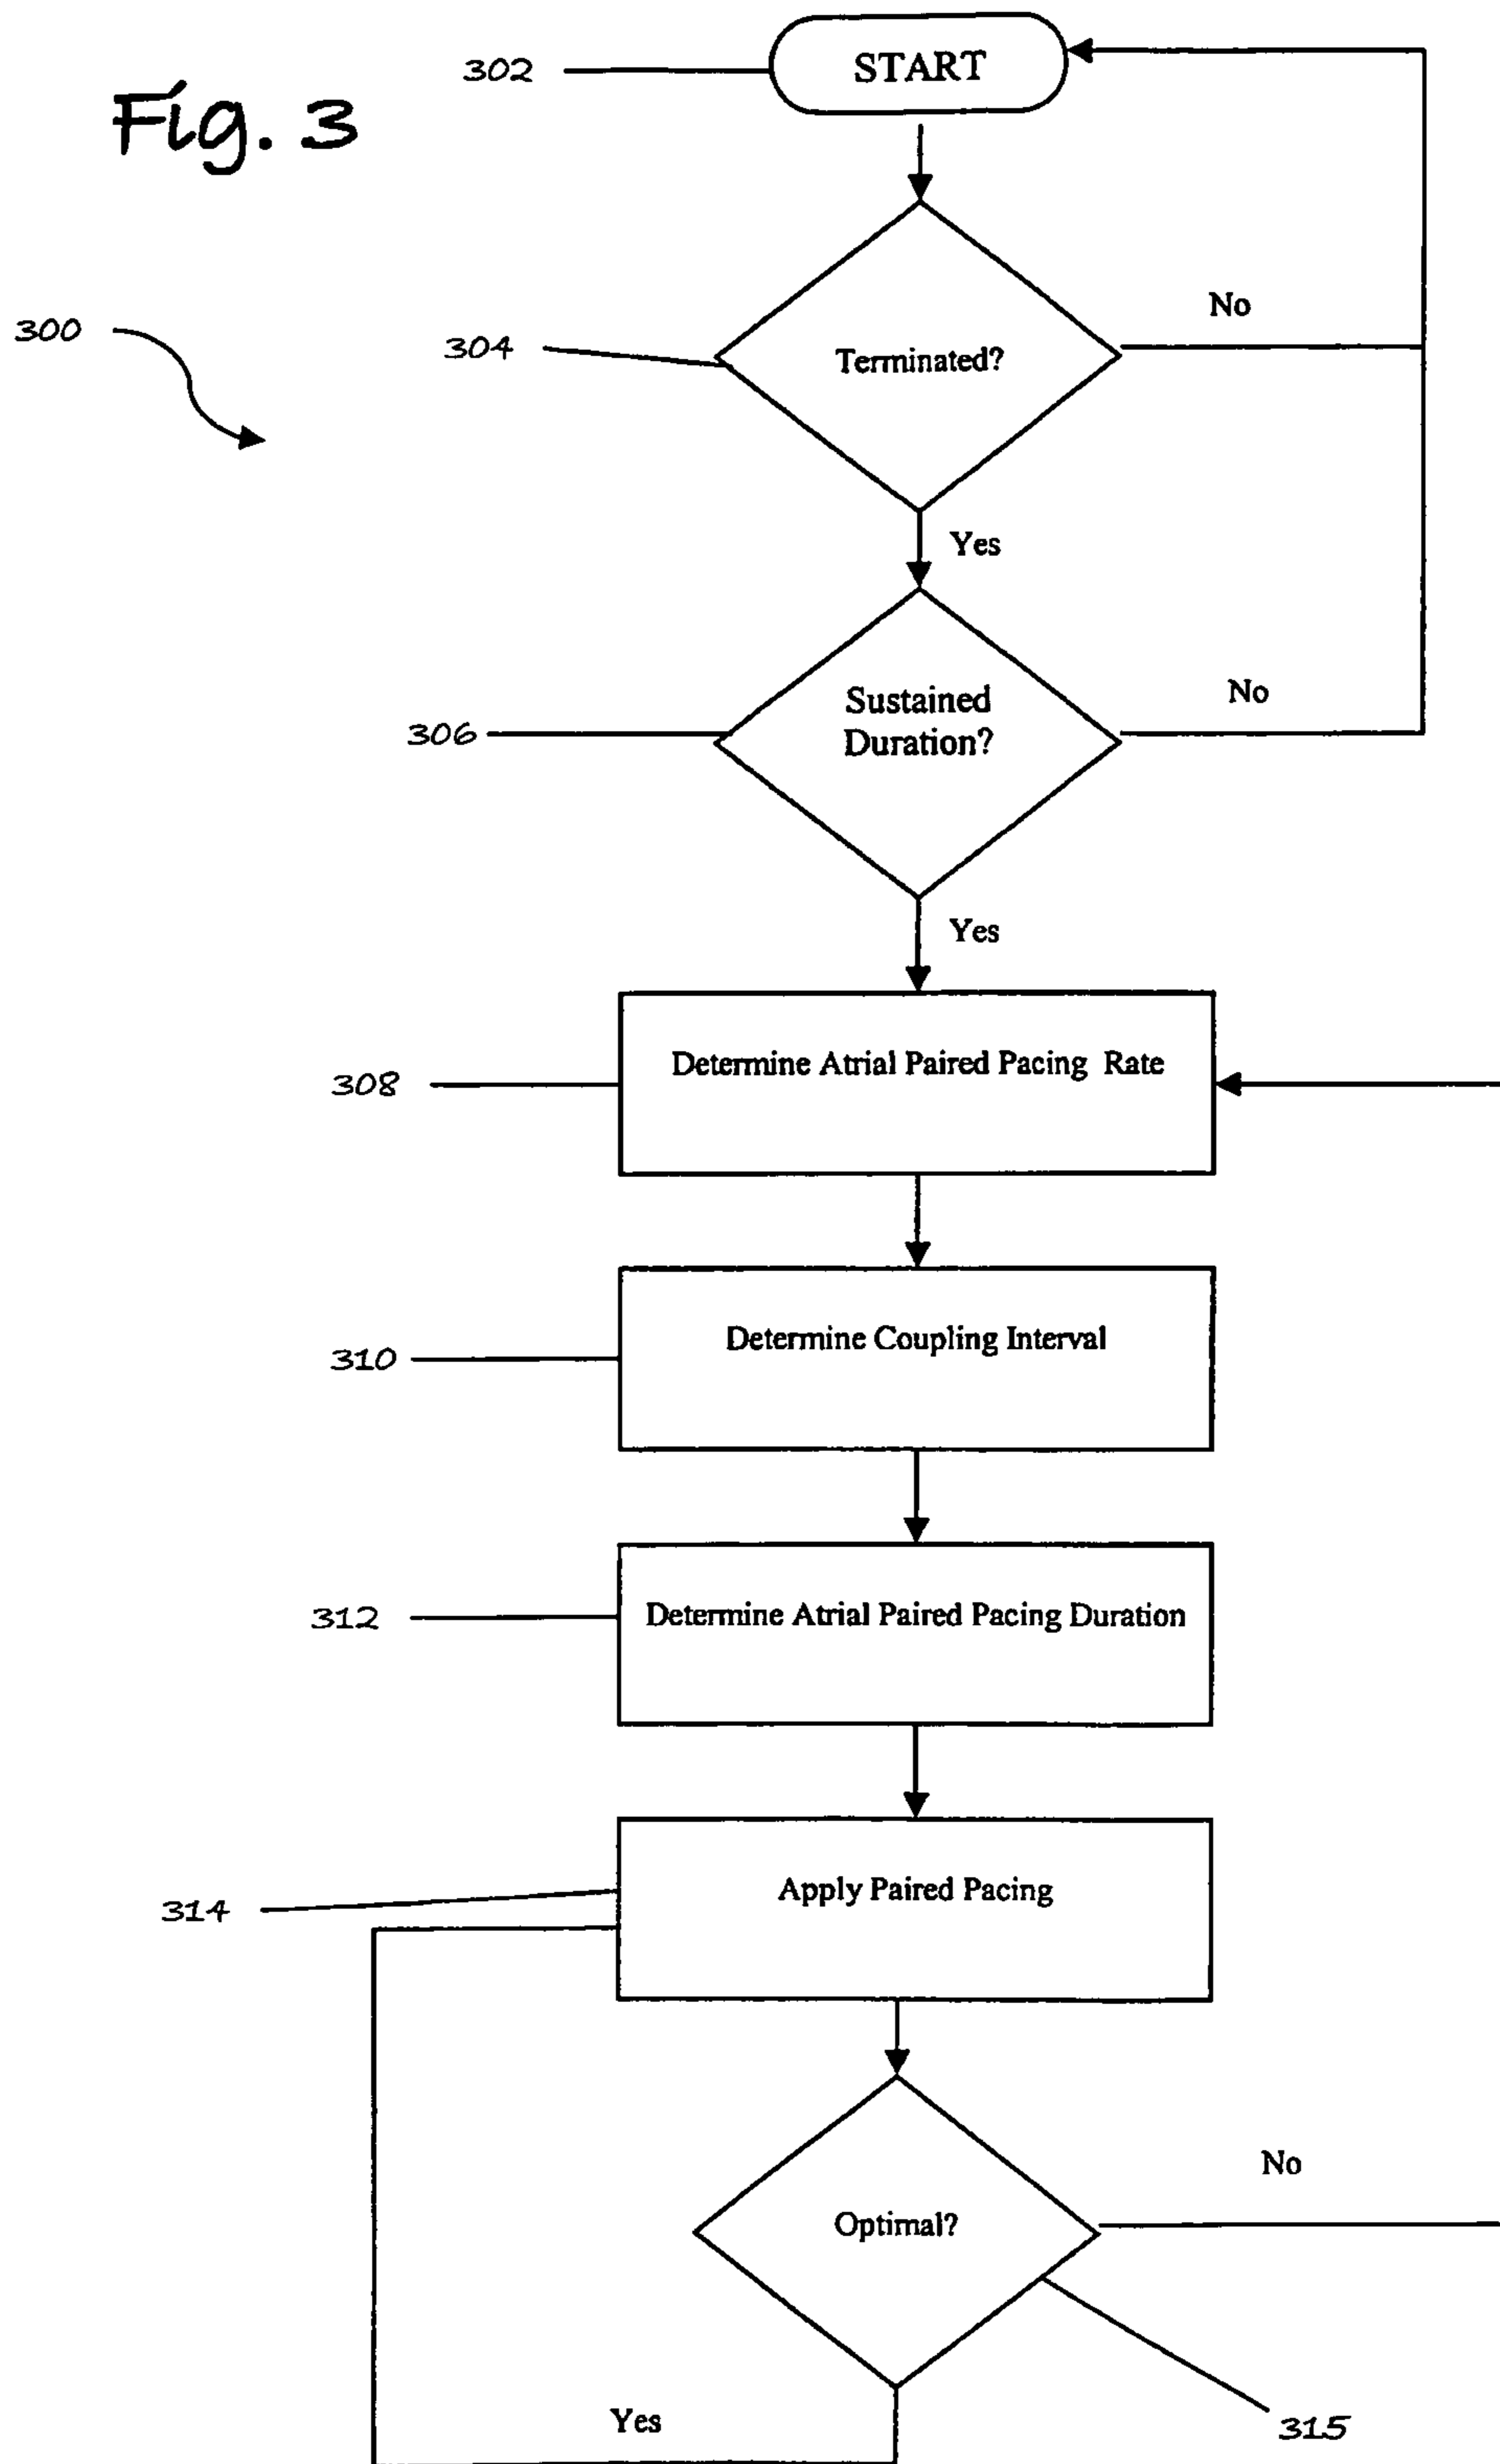 Fig. 3
302
START
300
304
Terminated?
No
Yes
306
Sustained
Duration?
No
Yes
308
Determine Atrial Paired Pacing Rate
310
Determine Coupling Interval
312
Determine Atrial Paired Pacing Duration
314
Apply Paired Pacing
No
Optimal?
Yes
315